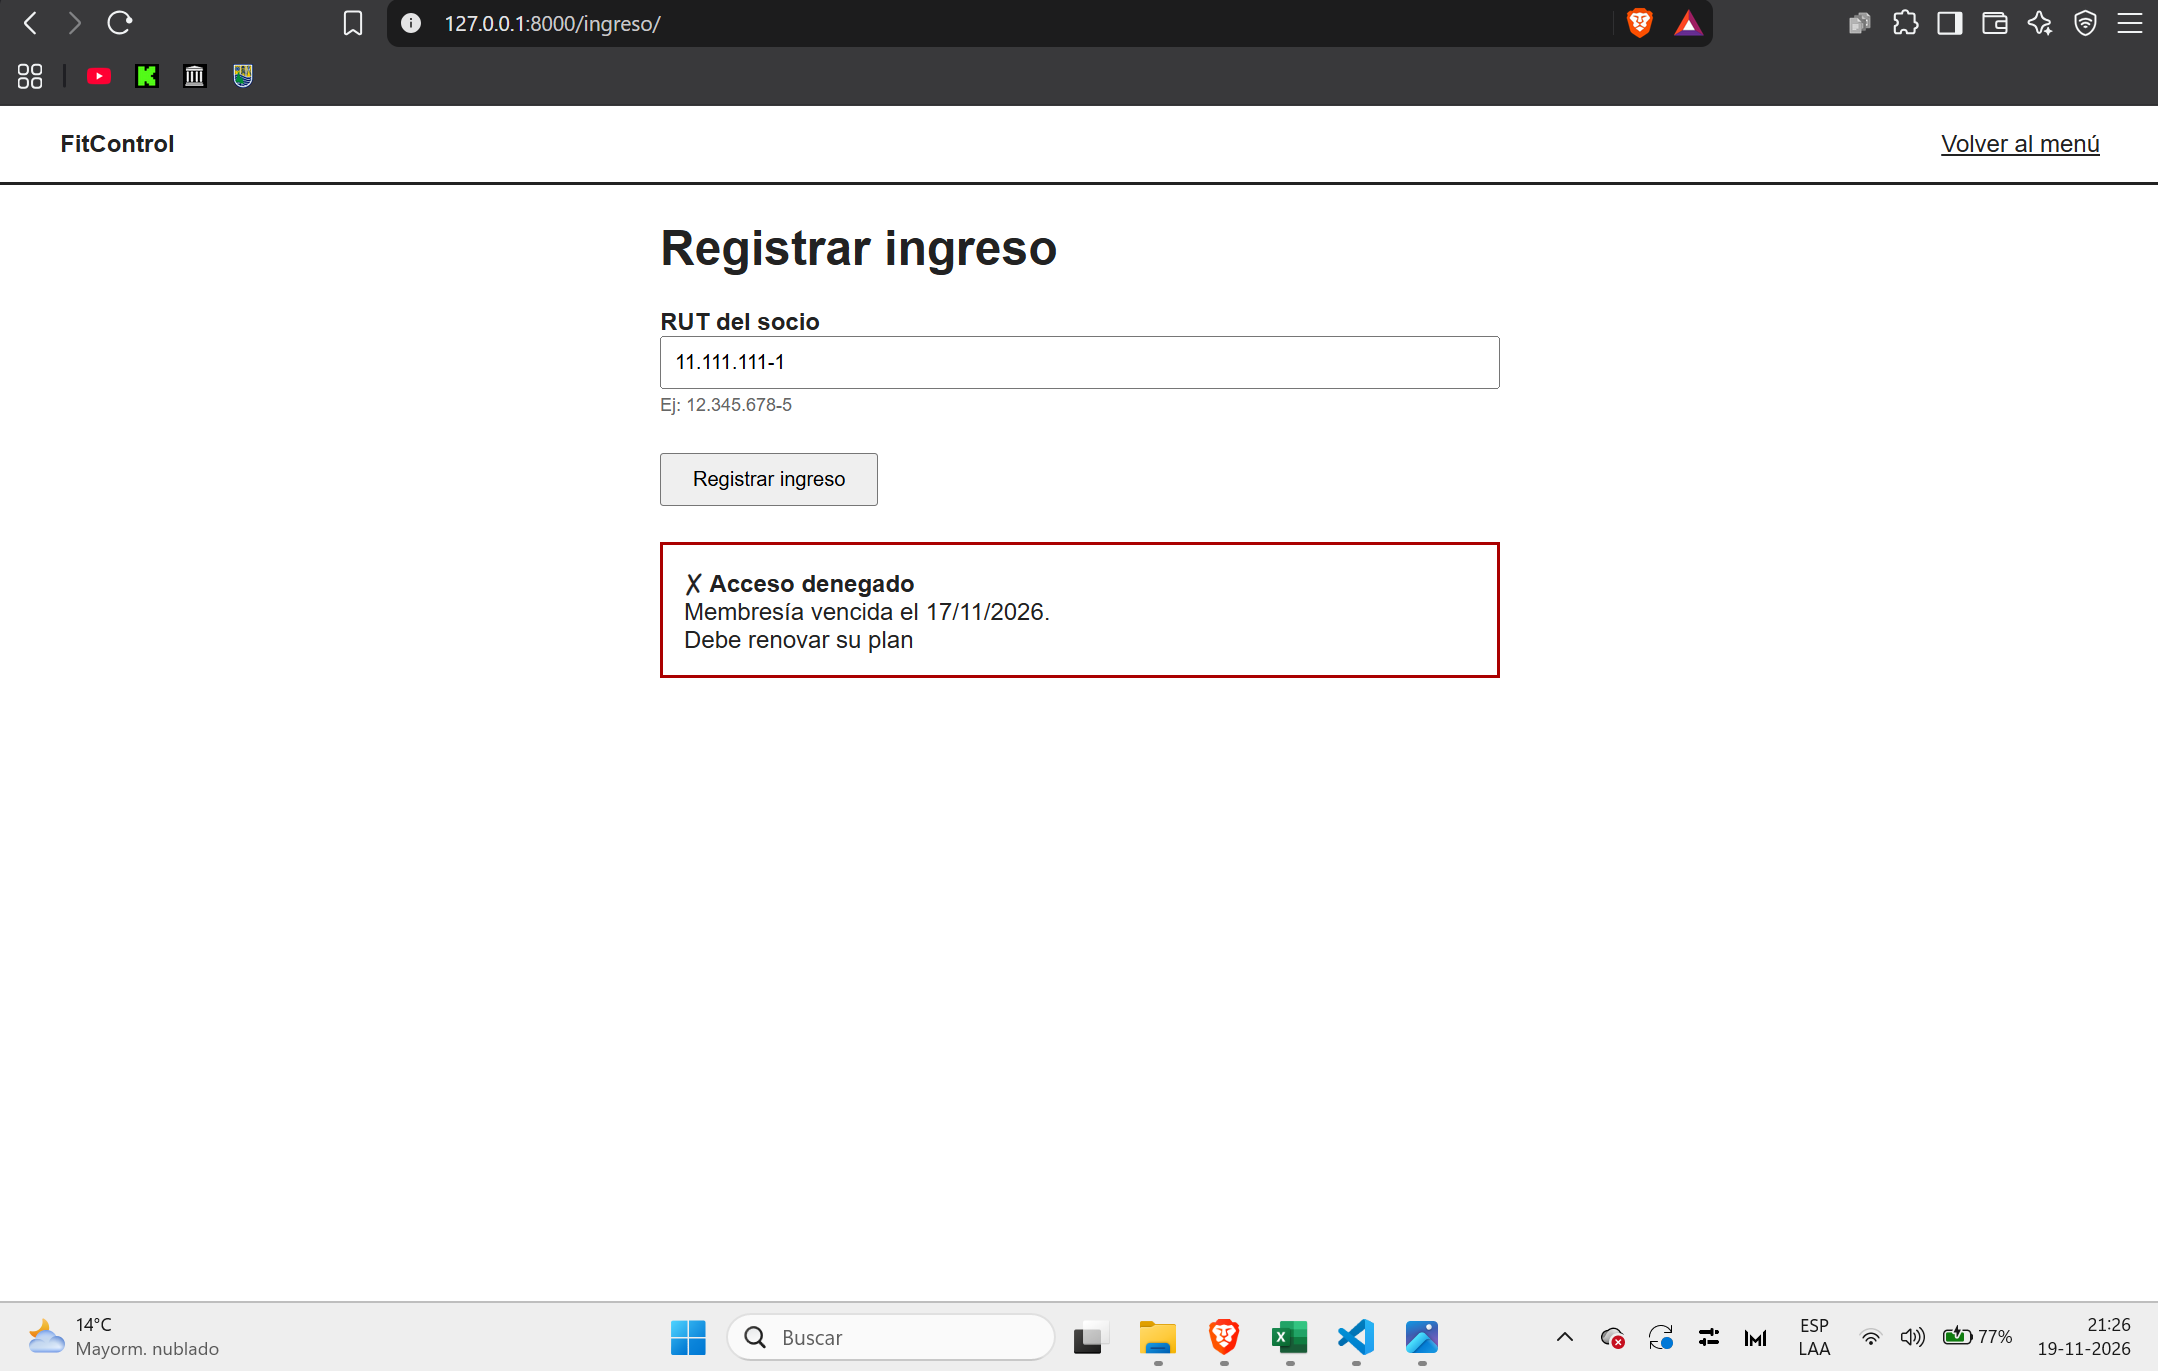 127.0.0.1:8000/ingreso/
FitControl
Volver al menú
Registrar ingreso
RUT del socio
11.111.111-1
Ej: 12.345.678-5
Registrar ingreso
✗ Acceso denegado
Membresía vencida el 17/11/2026.
Debe renovar su plan
14°C
Mayorm. nublado
Buscar
ESP
LAA
77%
21:26
19-11-2026